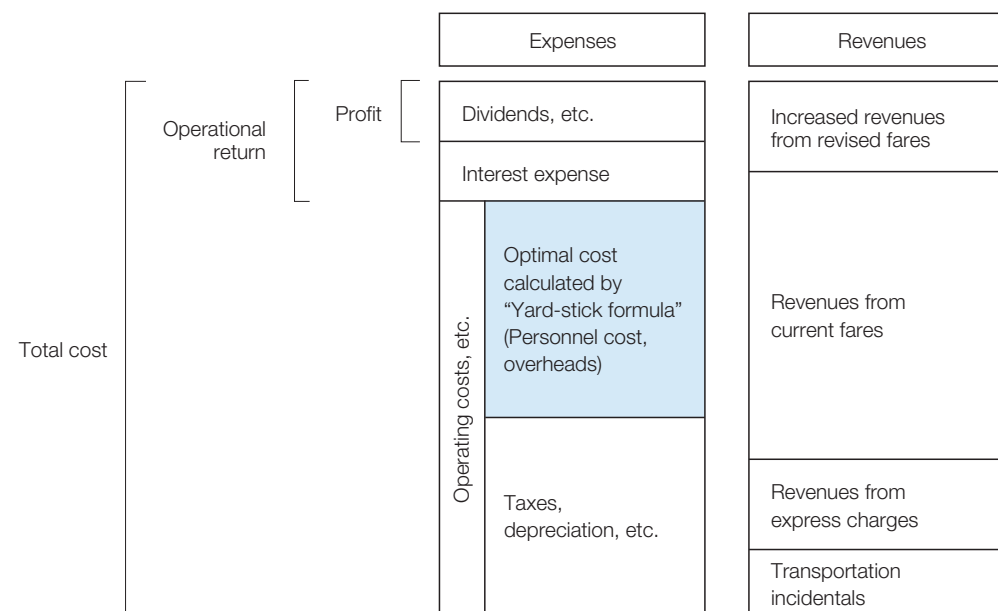 Expenses
Revenues
Total cost
Operational
return
Profit
Dividends, etc.
Interest expense
Operating costs, etc.
Optimal cost
calculated by
“Yard-stick formula”
(Personnel cost,
overheads)
Taxes,
depreciation, etc.
Increased revenues
from revised fares
Revenues from
current fares
Revenues from
express charges
Transportation
incidentals